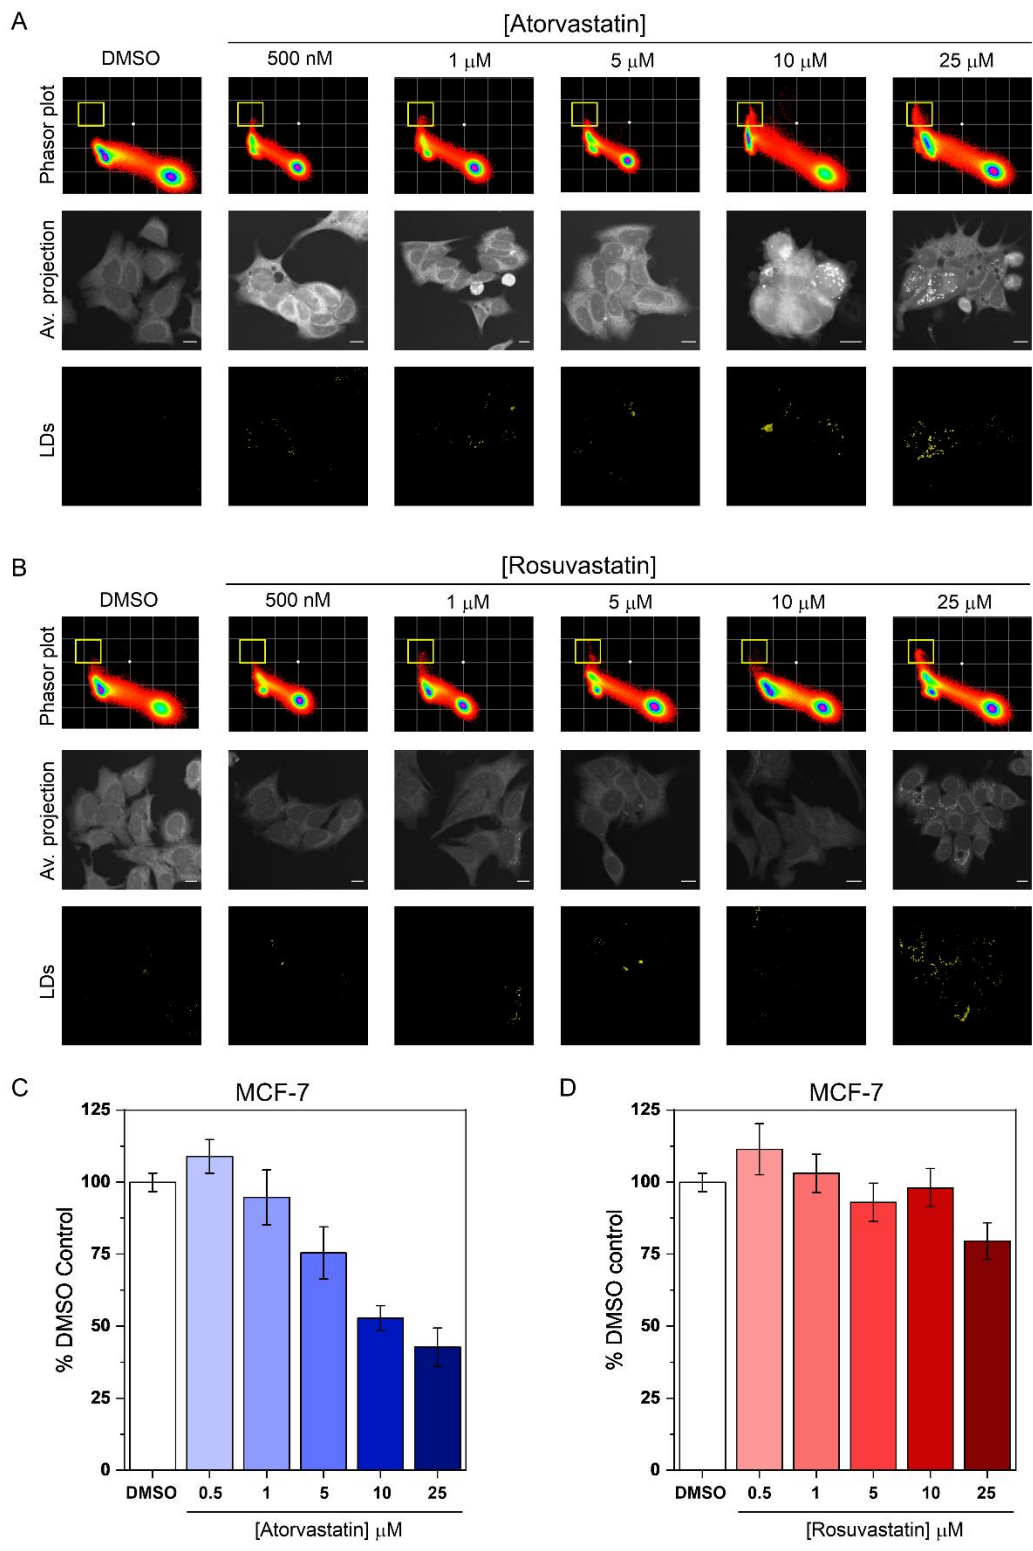 A
[Atorvastatin]
DMSO 500 nM 1 μM 5 μM 10 μM 25 μM
Phasor plot
Av. projection
LDs
B
[Rosuvastatin]
DMSO 500 nM 1 μM 5 μM 10 μM 25 μM
Phasor plot
Av. projection
LDs
C
MCF-7
% DMSO Control
125
100
75
50
25
0
DMSO 0.5 1 5 10 25
[Atorvastatin] μM
D
MCF-7
% DMSO control
125
100
75
50
25
0
DMSO 0.5 1 5 10 25
[Rosuvastatin] μM